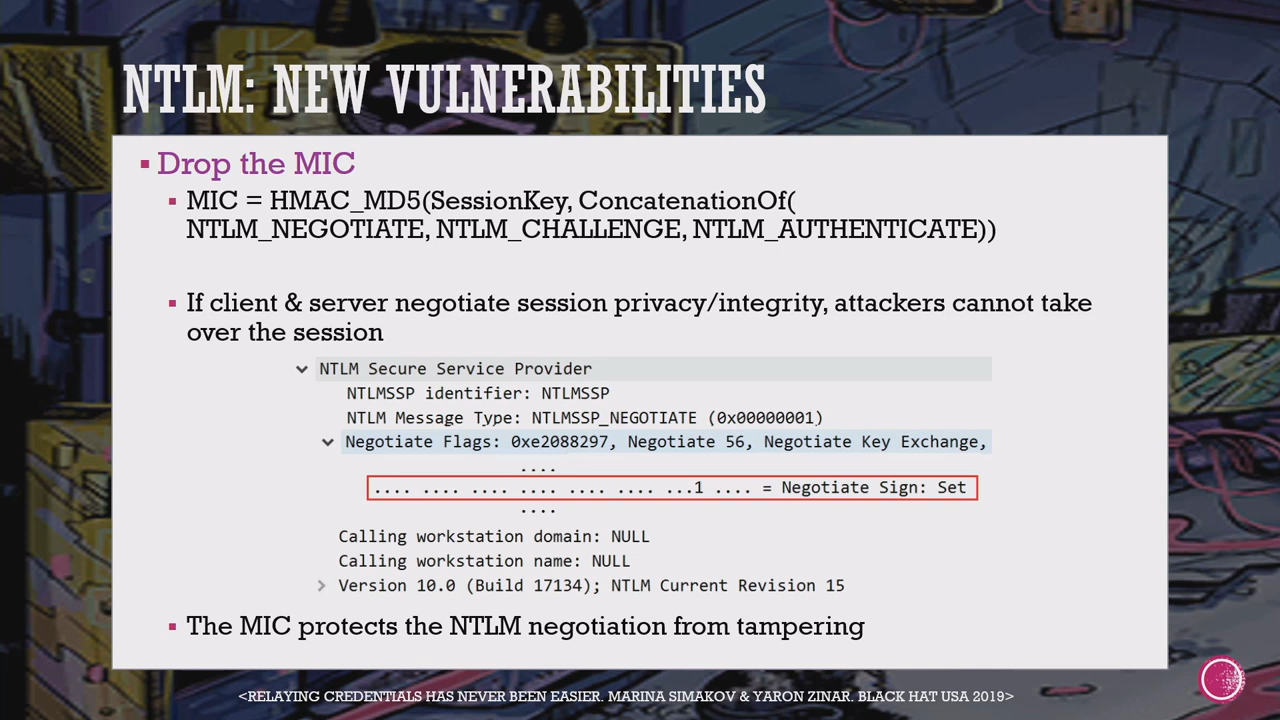 NTLM: NEW VULNERABILITIES
Drop the MIC
MIC = HMAC_MD5(SessionKey, ConcatenationOf(
NTLM_NEGOTIATE, NTLM_CHALLENGE, NTLM_AUTHENTICATE))
If client & server negotiate session privacy/integrity, attackers cannot take
over the session
NTLM Secure Service Provider
NTLMSSP identifier: NTLMSSP
NTLM Message Type: NTLMSSP_NEGOTIATE (0x00000001)
Negotiate Flags: 0xe2088297, Negotiate 56, Negotiate Key Exchange,
....
.... .... .... .... .... .... ...1 .... = Negotiate Sign: Set
....
Calling workstation domain: NULL
Calling workstation name: NULL
Version 10.0 (Build 17134); NTLM Current Revision 15
The MIC protects the NTLM negotiation from tampering
<RELAYING CREDENTIALS HAS NEVER BEEN EASIER. MARINA SIMAKOV & YARON ZINAR. BLACK HAT USA 2019>